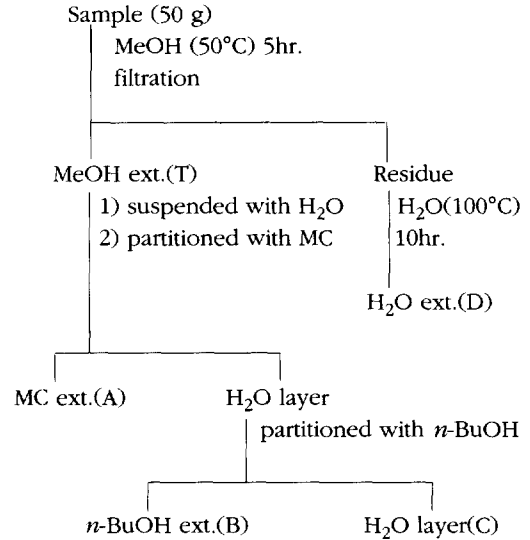 Sample (50 g)
MeOH (50°C) 5hr.
filtration
MeOH ext.(T)
Residue
1) suspended with H₂O
2) partitioned with MC
H₂O(100°C)
10hr.
H₂O ext.(D)
MC ext.(A)
H₂O layer
partitioned with n-BuOH
n-BuOH ext.(B)
H₂O layer(C)